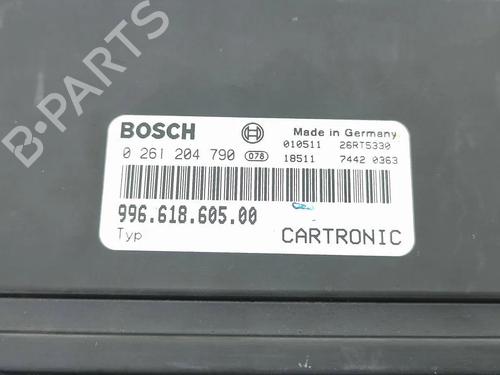 B-PARTS
BOSCH
Made in Germany
0 261 204 790 078
010511 26RT5330
18511 7442 0363
996.618.605.00
Typ
CARTRONIC